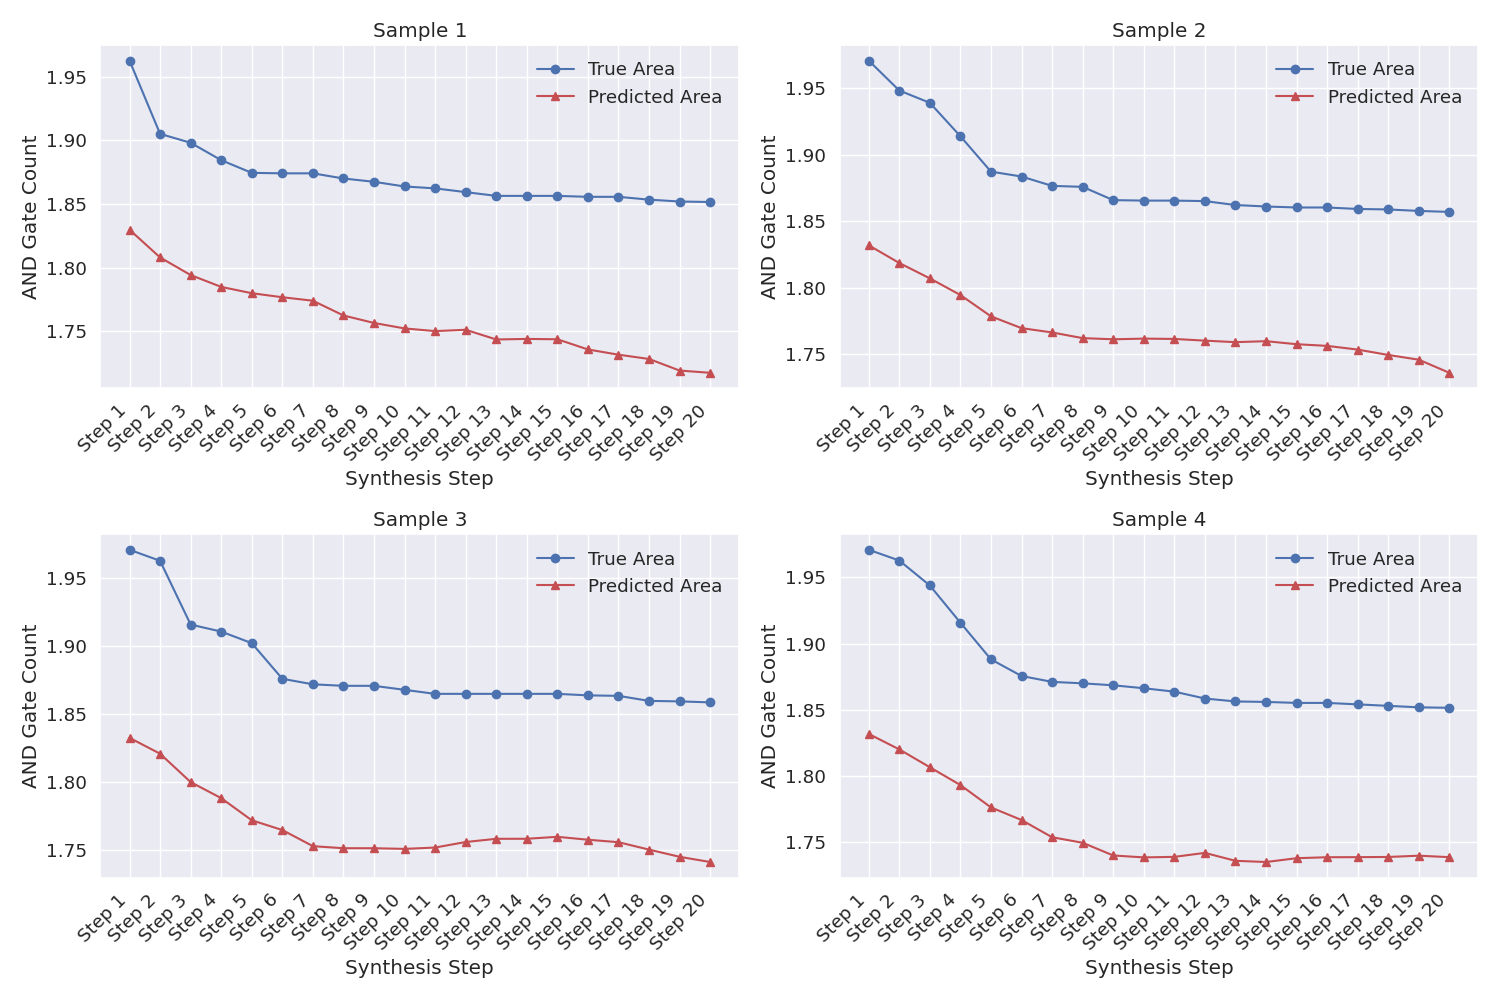 Sample 1
AND Gate Count
1.95
1.90
1.85
1.80
1.75
True Area
Predicted Area
Step 1
Step 2
Step 3
Step 4
Step 5
Step 6
Step 7
Step 8
Step 9
Step 10
Step 11
Step 12
Step 13
Step 14
Step 15
Step 16
Step 17
Step 18
Step 19
Step 20
Synthesis Step
Sample 2
AND Gate Count
1.95
1.90
1.85
1.80
1.75
True Area
Predicted Area
Step 1
Step 2
Step 3
Step 4
Step 5
Step 6
Step 7
Step 8
Step 9
Step 10
Step 11
Step 12
Step 13
Step 14
Step 15
Step 16
Step 17
Step 18
Step 19
Step 20
Synthesis Step
Sample 3
AND Gate Count
1.95
1.90
1.85
1.80
1.75
True Area
Predicted Area
Step 1
Step 2
Step 3
Step 4
Step 5
Step 6
Step 7
Step 8
Step 9
Step 10
Step 11
Step 12
Step 13
Step 14
Step 15
Step 16
Step 17
Step 18
Step 19
Step 20
Synthesis Step
Sample 4
AND Gate Count
1.95
1.90
1.85
1.80
1.75
True Area
Predicted Area
Step 1
Step 2
Step 3
Step 4
Step 5
Step 6
Step 7
Step 8
Step 9
Step 10
Step 11
Step 12
Step 13
Step 14
Step 15
Step 16
Step 17
Step 18
Step 19
Step 20
Synthesis Step